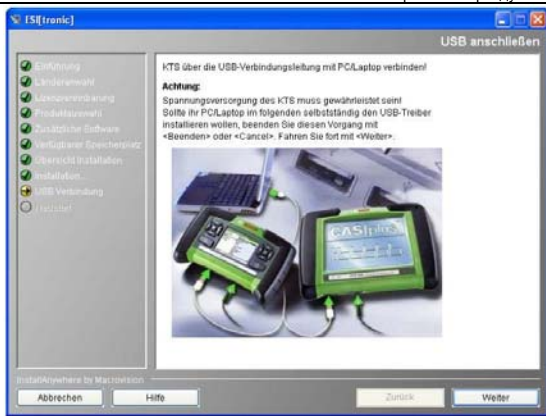 ESI[tronic]
USB anschließen
Einführung
Länderauswahl
Lizenzvereinbarung
Produktauswahl
Zusätzliche Software
Verfügbarer Speicherplatz
Übersicht Installation
Installation...
USB Verbindung
KTS über die USB-Verbindungsleitung mit PC/Laptop verbinden!
Achtung:
Spannungsversorgung des KTS muss gewährleistet sein!
Sollte ihr PC/Laptop im folgenden selbstständig den USB-Treiber
installieren wollen, beenden Sie diesen Vorgang mit
<Beenden> oder <Cancel>. Fahren Sie fort mit <Weiter>.
CAS[plus]
InstallAnywhere by Macrovision
Abbrechen
Hilfe
Zurück
Weiter